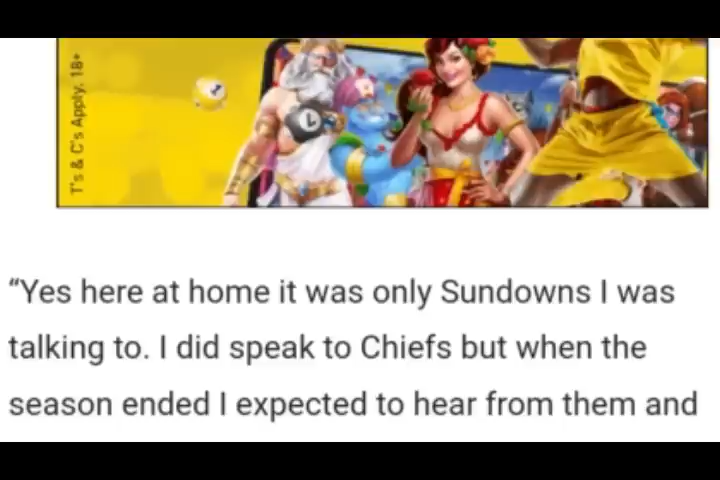 T's & C's Apply. 18+
“Yes here at home it was only Sundowns I was
talking to. I did speak to Chiefs but when the
season ended I expected to hear from them and